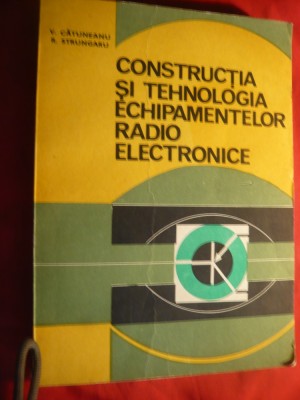 V. CĂTUNEANU
R. STRUNGARU
CONSTRUCȚIA
ȘI TEHNOLOGIA
ECHIPAMENTELOR
RADIO
ELECTRONICE